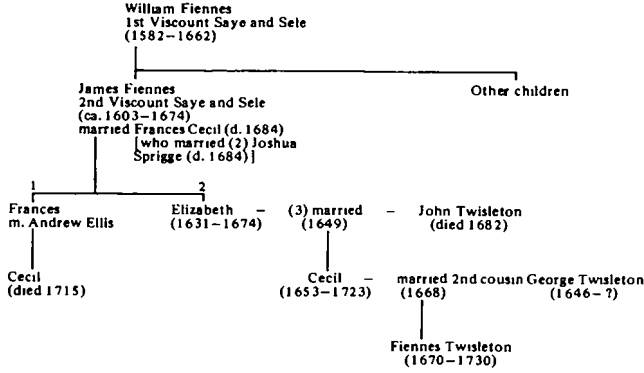 William Fiennes
1st Viscount Saye and Sele
(1582–1662)
James Fiennes
2nd Viscount Saye and Sele
(ca. 1603–1674)
married Frances Cecil (d. 1684)
[who married (2) Joshua
Sprigge (d. 1684)]
Other children
1
2
Frances
m. Andrew Ellis
Elizabeth – (3) married – John Twisleton
(1631–1674) (1649) (died 1682)
Cecil
(died 1715)
Cecil – married 2nd cousin George Twisleton
(1653–1723) (1668) (1646–?)
Fiennes Twisleton
(1670–1730)